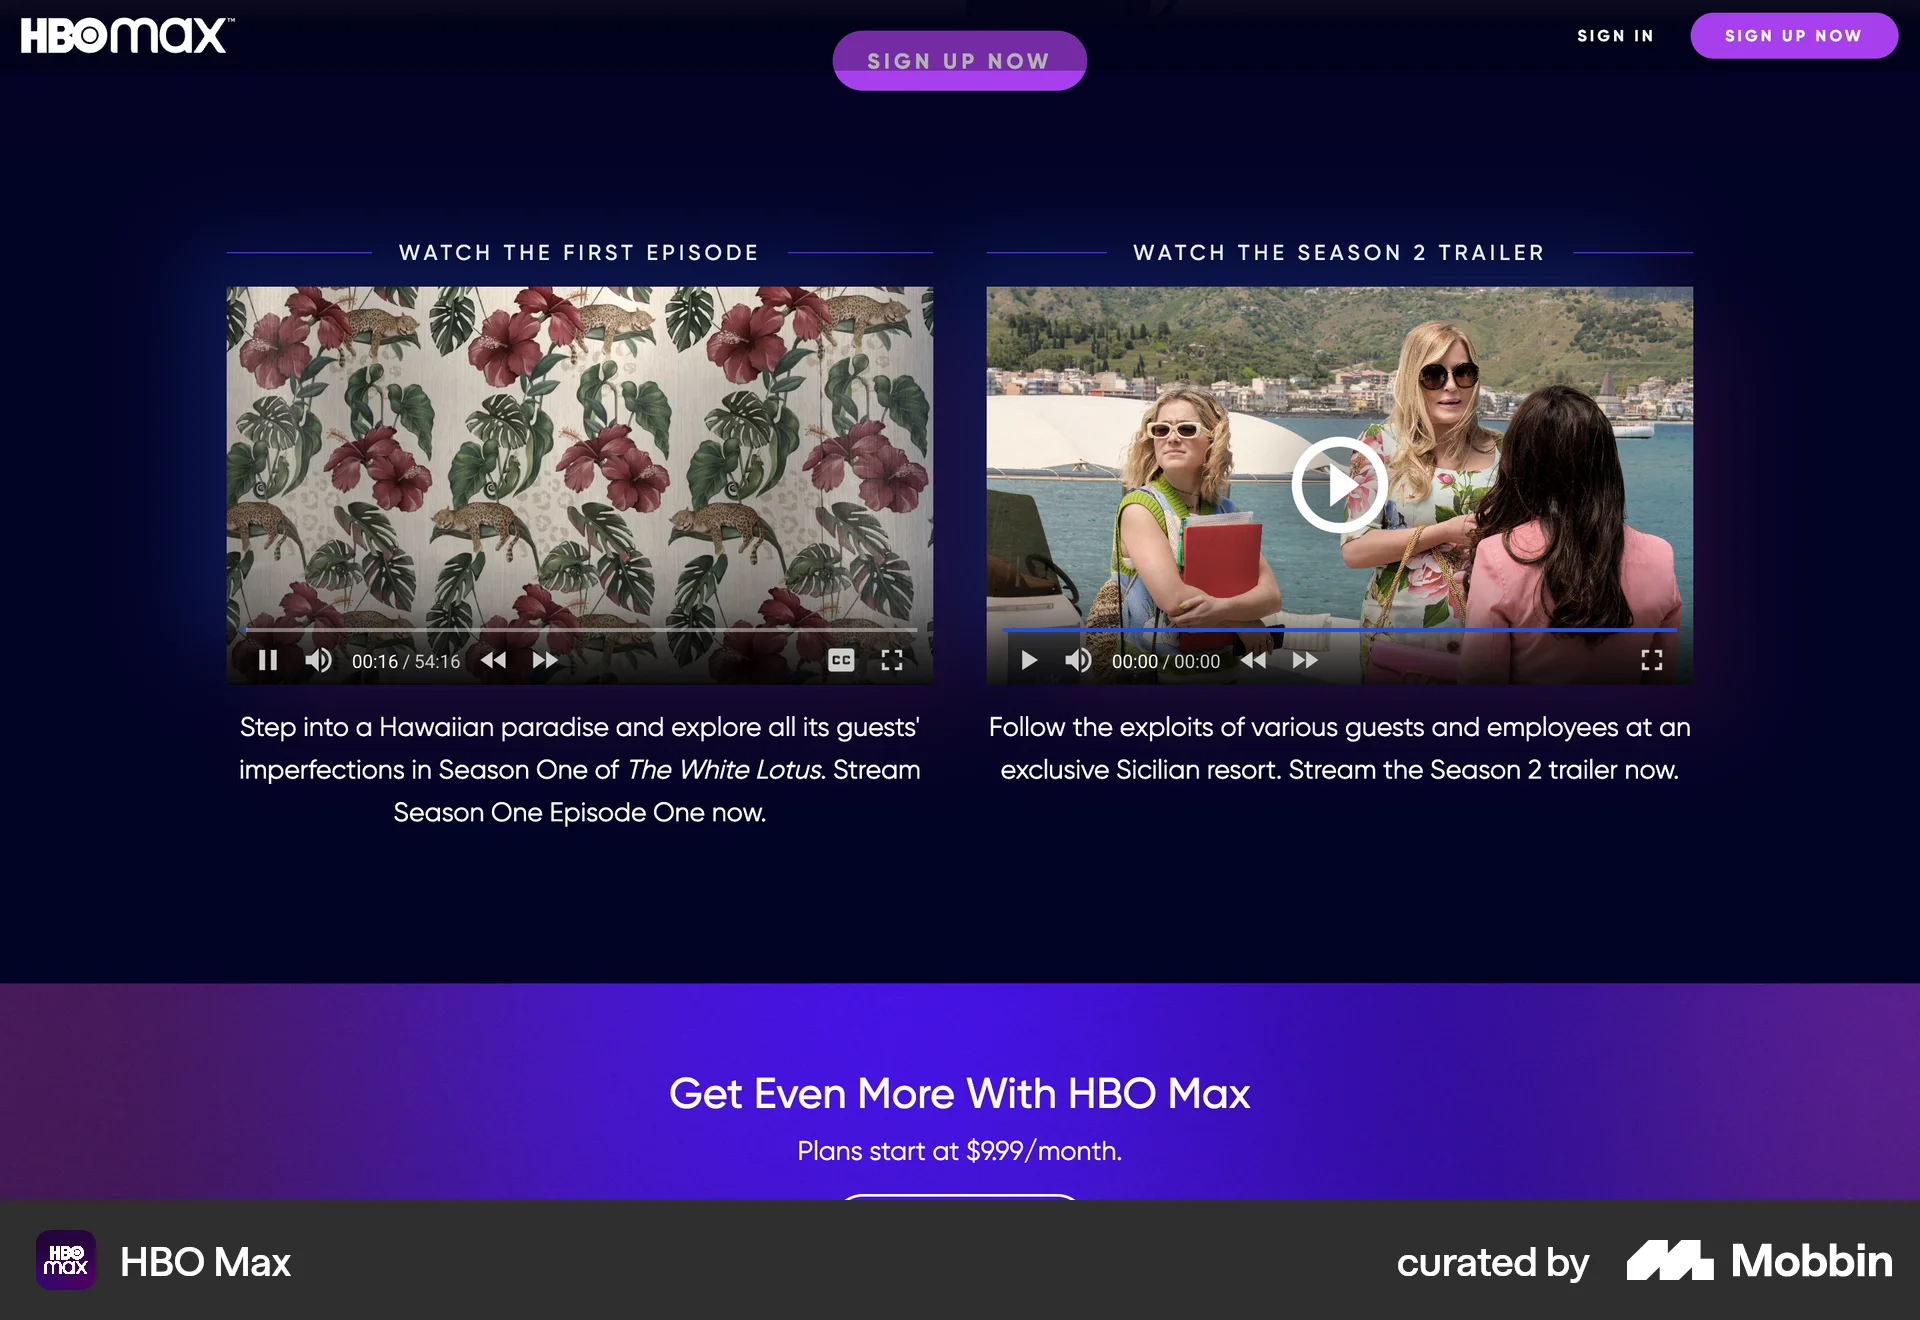 HBOMAX™
SIGN UP NOW
SIGN IN
SIGN UP NOW
WATCH THE FIRST EPISODE
00:16 / 54:16
CC
Step into a Hawaiian paradise and explore all its guests'
imperfections in Season One of The White Lotus. Stream
Season One Episode One now.
WATCH THE SEASON 2 TRAILER
00:00 / 00:00
Follow the exploits of various guests and employees at an
exclusive Sicilian resort. Stream the Season 2 trailer now.
Get Even More With HBO Max
Plans start at $9.99/month.
HBO
max
HBO Max
curated by
Mobbin